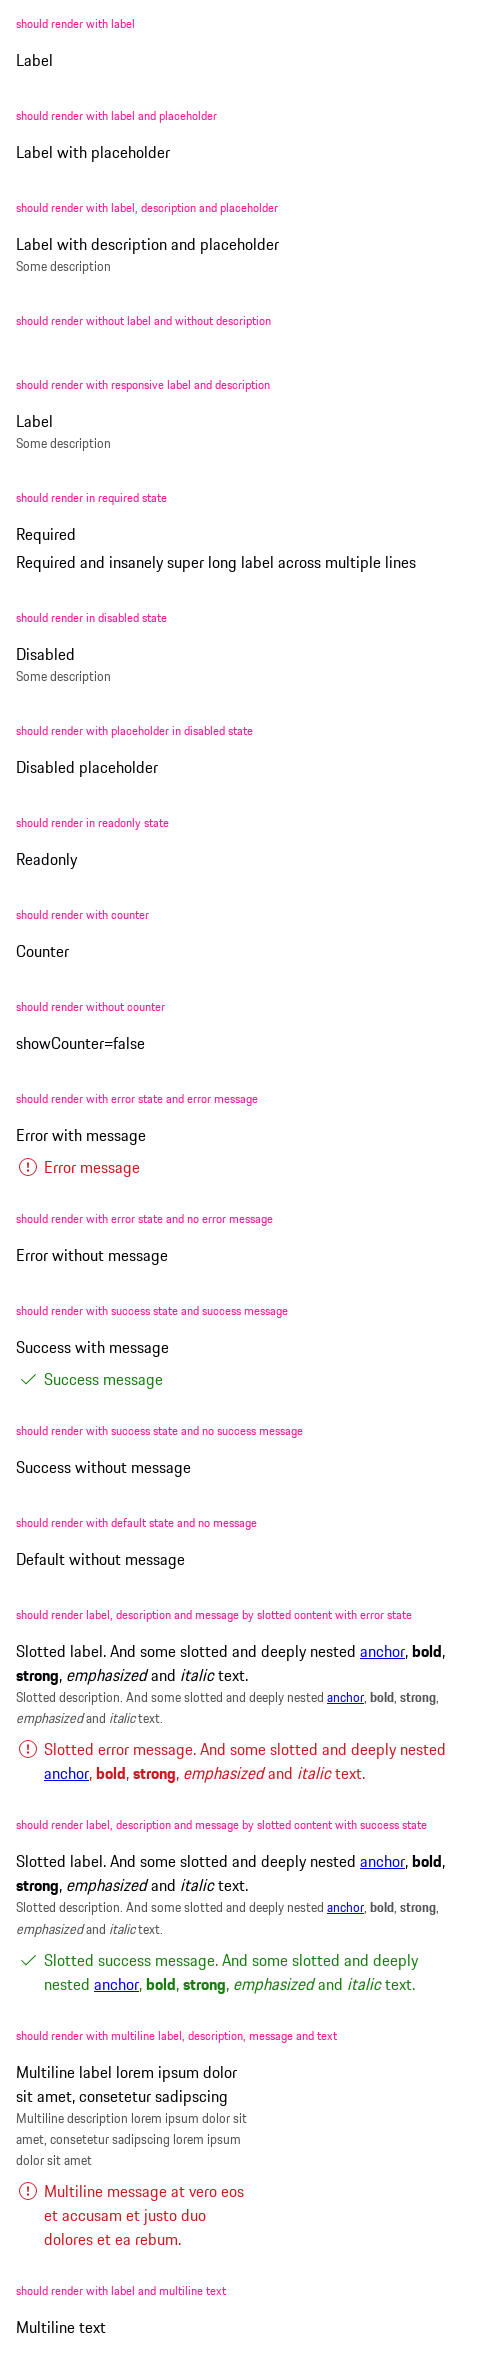 should render with label
Label
should render with label and placeholder
Label with placeholder
should render with label, description and placeholder
Label with description and placeholder
Some description
should render without label and without description
should render with responsive label and description
Label
Some description
should render in required state
Required
Required and insanely super long label across multiple lines
should render in disabled state
Disabled
Some description
should render with placeholder in disabled state
Disabled placeholder
should render in readonly state
Readonly
should render with counter
Counter
should render without counter
showCounter=false
should render with error state and error message
Error with message
Error message
should render with error state and no error message
Error without message
should render with success state and success message
Success with message
Success message
should render with success state and no success message
Success without message
should render with default state and no message
Default without message
should render label, description and message by slotted content with error state
Slotted label. And some slotted and deeply nested anchor, bold,
strong, emphasized and italic text.
Slotted description. And some slotted and deeply nested anchor, bold, strong,
emphasized and italic text.
Slotted error message. And some slotted and deeply nested
anchor, bold, strong, emphasized and italic text.
should render label, description and message by slotted content with success state
Slotted label. And some slotted and deeply nested anchor, bold,
strong, emphasized and italic text.
Slotted description. And some slotted and deeply nested anchor, bold, strong,
emphasized and italic text.
Slotted success message. And some slotted and deeply
nested anchor, bold, strong, emphasized and italic text.
should render with multiline label, description, message and text
Multiline label lorem ipsum dolor
sit amet, consetetur sadipscing
Multiline description lorem ipsum dolor sit
amet, consetetur sadipscing lorem ipsum
dolor sit amet
Multiline message at vero eos
et accusam et justo duo
dolores et ea rebum.
should render with label and multiline text
Multiline text